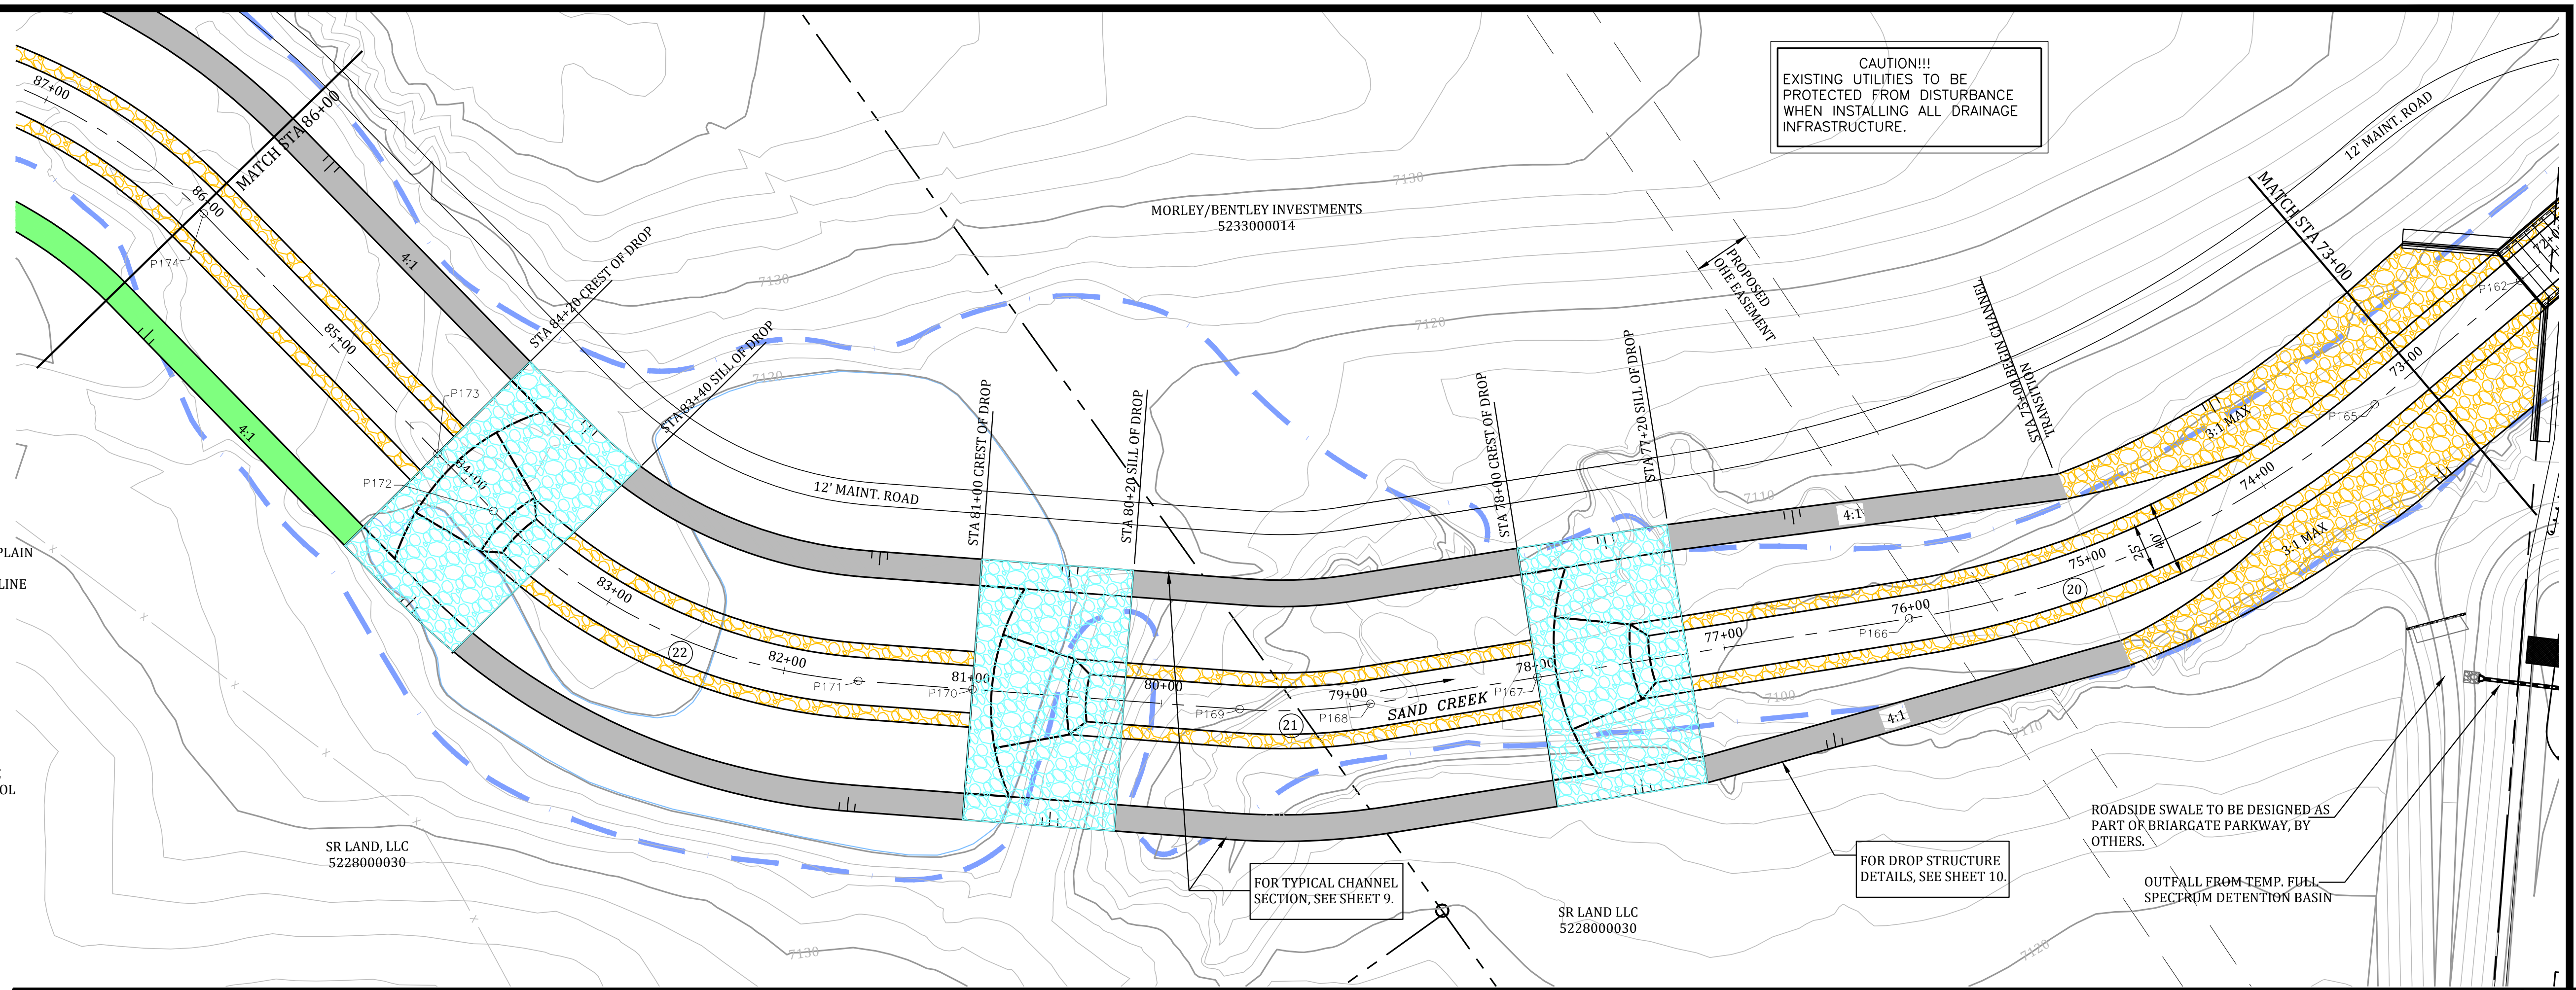 CAUTION!!!
EXISTING UTILITIES TO BE
PROTECTED FROM DISTURBANCE
WHEN INSTALLING ALL DRAINAGE
INFRASTRUCTURE.
87+00
MATCH STA 86+00
86+00
P174
4:1
4:1
85+00
P173
P172
84+00
STA 84+20 CREST OF DROP
STA 83+40 SILL OF DROP
83+00
22
82+00
P171
7130
7120
MORLEY/BENTLEY INVESTMENTS
5233000014
7130
7120
12' MAINT. ROAD
STA 81+00 CREST OF DROP
STA 80+20 SILL OF DROP
81+00
P170
80+00
P169
21
79+00
P168
SAND CREEK
STA 78+00 CREST OF DROP
STA 77+20 SILL OF DROP
78+00
P167
77+00
PROPOSED
OHE EASEMENT
7110
4:1
STA 75+00 BEGIN CHANNEL
TRANSITION
76+00
P166
20
75+00
25'
40'
74+00
3:1 MAX
3:1 MAX
73+00
P165
MATCH STA 73+00
12' MAINT. ROAD
P162
72+00
7100
4:1
7110
7120
PLAIN
LINE
OL
SR LAND, LLC
5228000030
7130
FOR TYPICAL CHANNEL
SECTION, SEE SHEET 9.
SR LAND LLC
5228000030
FOR DROP STRUCTURE
DETAILS, SEE SHEET 10.
ROADSIDE SWALE TO BE DESIGNED AS
PART OF BRIARGATE PARKWAY, BY
OTHERS.
OUTFALL FROM TEMP. FULL
SPECTRUM DETENTION BASIN